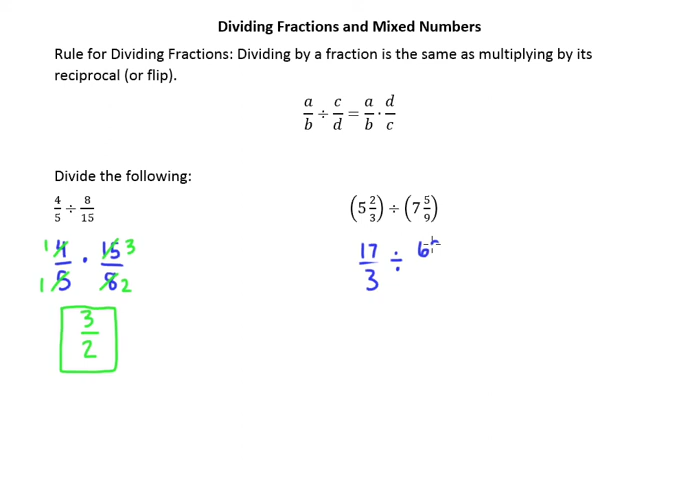 Dividing Fractions and Mixed Numbers
Rule for Dividing Fractions: Dividing by a fraction is the same as multiplying by its
reciprocal (or flip).
a/b ÷ c/d = a/b · d/c
Divide the following:
4/5 ÷ 8/15
(5 2/3) ÷ (7 5/9)
1 4/5 1 · 15/8 3 2
17/3 ÷ 6
3/2